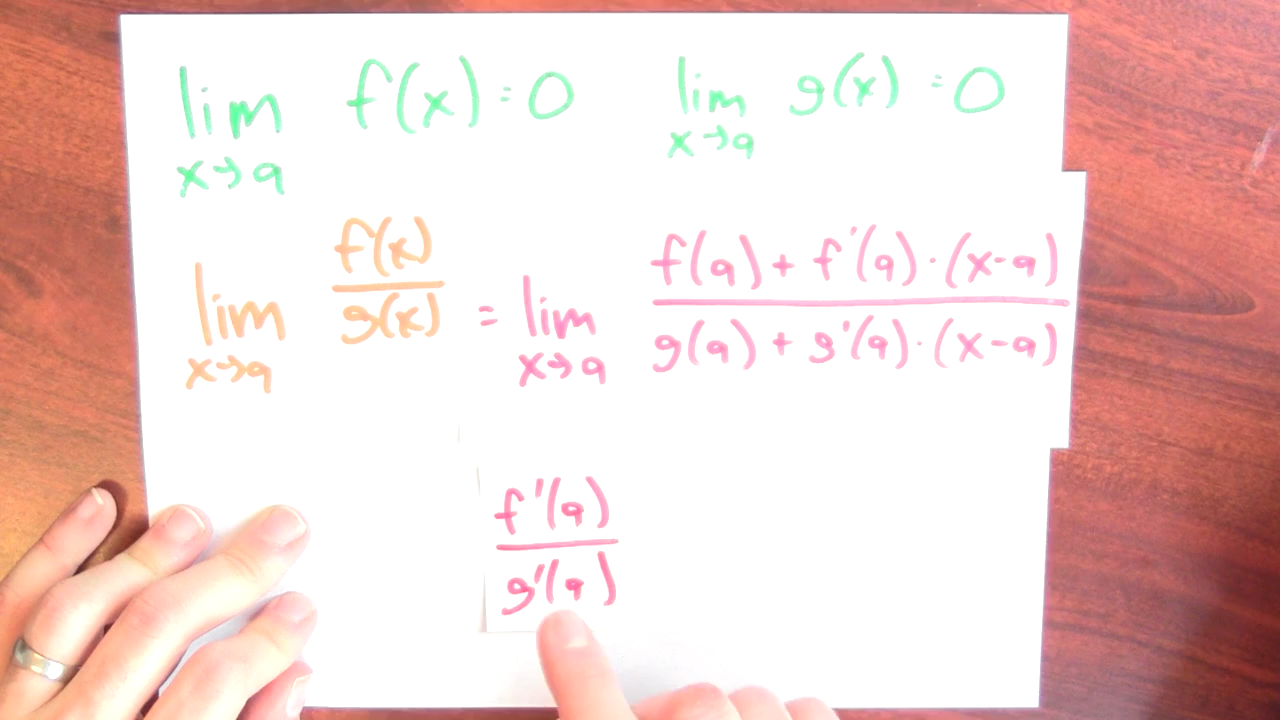 lim x→a f(x) = 0 lim x→a g(x) = 0
lim x→a f(x)/g(x) = lim x→a f(a) + f'(a)·(x-a) / g(a) + g'(a)·(x-a)
f'(a)/g'(a)